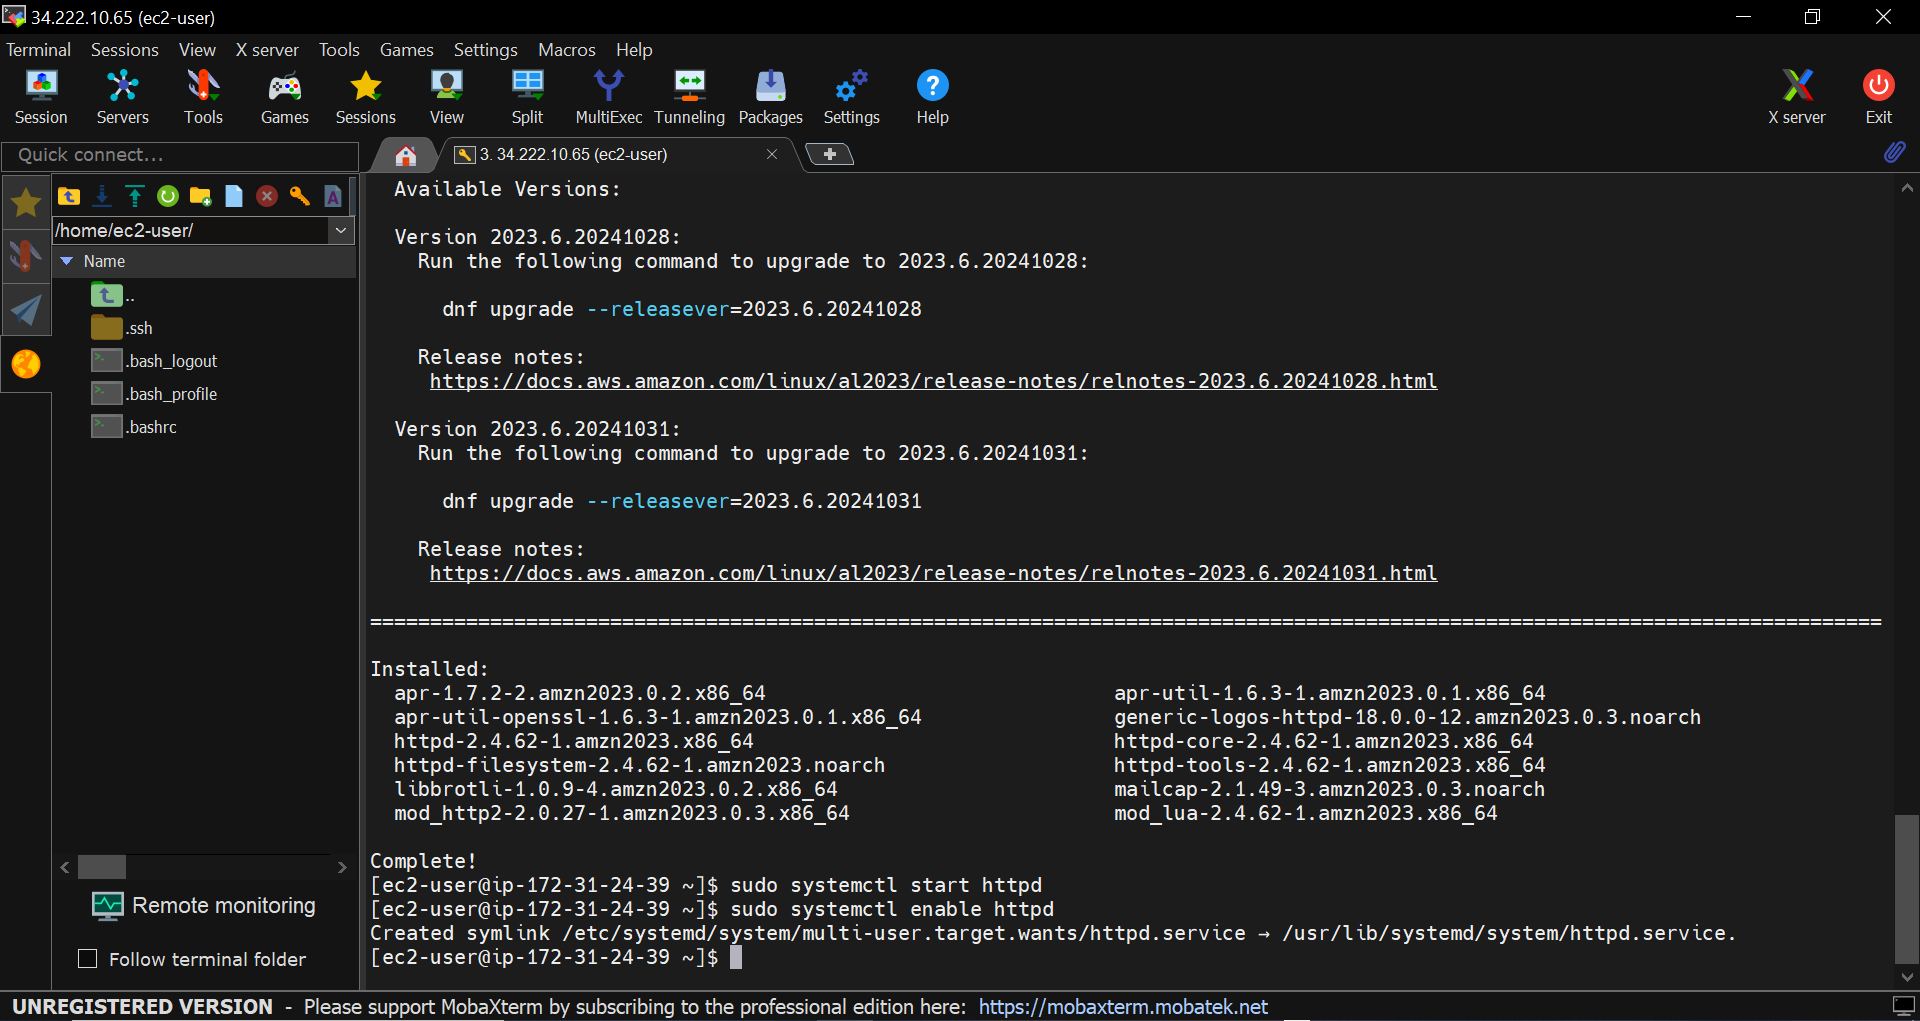 34.222.10.65 (ec2-user)
Terminal Sessions View X server Tools Games Settings Macros Help
Session Servers Tools Games Sessions View Split MultiExec Tunneling Packages Settings Help X server Exit
Quick connect...
3. 34.222.10.65 (ec2-user)
/home/ec2-user/
Name
..
.ssh
.bash_logout
.bash_profile
.bashrc
Remote monitoring
Follow terminal folder
Available Versions:
Version 2023.6.20241028:
Run the following command to upgrade to 2023.6.20241028:
dnf upgrade --releasever=2023.6.20241028
Release notes:
https://docs.aws.amazon.com/linux/al2023/release-notes/relnotes-2023.6.20241028.html
Version 2023.6.20241031:
Run the following command to upgrade to 2023.6.20241031:
dnf upgrade --releasever=2023.6.20241031
Release notes:
https://docs.aws.amazon.com/linux/al2023/release-notes/relnotes-2023.6.20241031.html
==============================================================================================================================
Installed:
apr-1.7.2-2.amzn2023.0.2.x86_64 apr-util-1.6.3-1.amzn2023.0.1.x86_64
apr-util-openssl-1.6.3-1.amzn2023.0.1.x86_64 generic-logos-httpd-18.0.0-12.amzn2023.0.3.noarch
httpd-2.4.62-1.amzn2023.x86_64 httpd-core-2.4.62-1.amzn2023.x86_64
httpd-filesystem-2.4.62-1.amzn2023.noarch httpd-tools-2.4.62-1.amzn2023.x86_64
libbrotli-1.0.9-4.amzn2023.0.2.x86_64 mailcap-2.1.49-3.amzn2023.0.3.noarch
mod_http2-2.0.27-1.amzn2023.0.3.x86_64 mod_lua-2.4.62-1.amzn2023.x86_64
Complete!
[ec2-user@ip-172-31-24-39 ~]$ sudo systemctl start httpd
[ec2-user@ip-172-31-24-39 ~]$ sudo systemctl enable httpd
Created symlink /etc/systemd/system/multi-user.target.wants/httpd.service → /usr/lib/systemd/system/httpd.service.
[ec2-user@ip-172-31-24-39 ~]$
UNREGISTERED VERSION - Please support MobaXterm by subscribing to the professional edition here: https://mobaxterm.mobatek.net